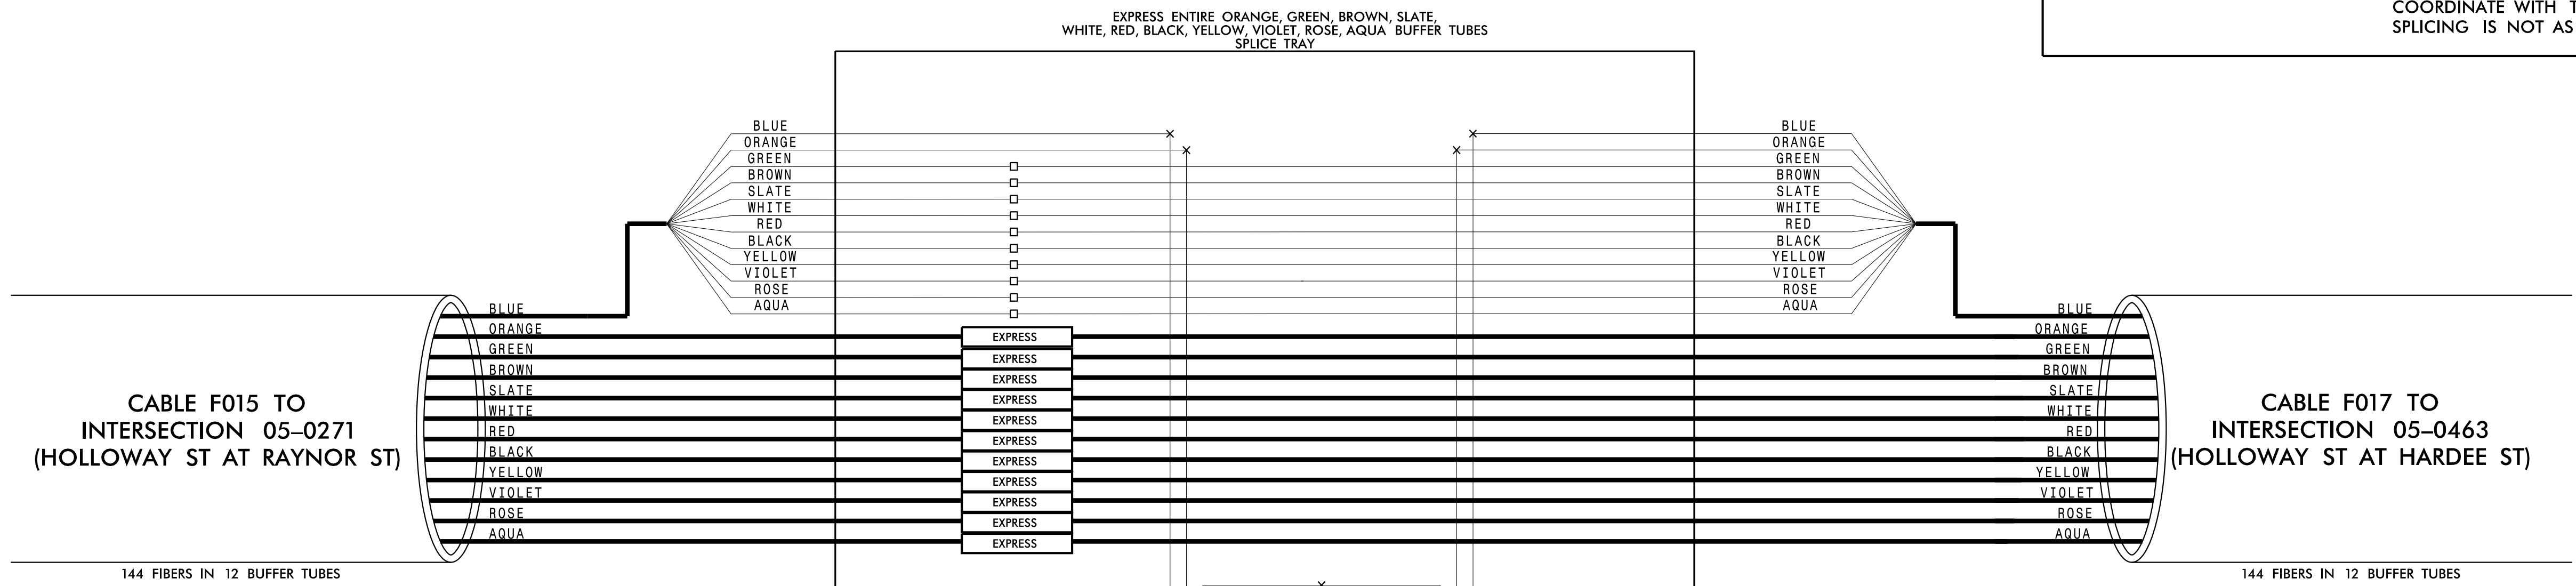 EXPRESS ENTIRE ORANGE, GREEN, BROWN, SLATE,
WHITE, RED, BLACK, YELLOW, VIOLET, ROSE, AQUA BUFFER TUBES
SPLICE TRAY
COORDINATE WITH
SPLICING IS NOT AS
BLUE
ORANGE
GREEN
BROWN
SLATE
WHITE
RED
BLACK
YELLOW
VIOLET
ROSE
AQUA
BLUE
ORANGE
GREEN
BROWN
SLATE
WHITE
RED
BLACK
YELLOW
VIOLET
ROSE
AQUA
BLUE
ORANGE
GREEN
BROWN
SLATE
WHITE
RED
BLACK
YELLOW
VIOLET
ROSE
AQUA
EXPRESS
EXPRESS
EXPRESS
EXPRESS
EXPRESS
EXPRESS
EXPRESS
EXPRESS
EXPRESS
EXPRESS
EXPRESS
BLUE
ORANGE
GREEN
BROWN
SLATE
WHITE
RED
BLACK
YELLOW
VIOLET
ROSE
AQUA
CABLE F015 TO
INTERSECTION 05–0271
(HOLLOWAY ST AT RAYNOR ST)
144 FIBERS IN 12 BUFFER TUBES
CABLE F017 TO
INTERSECTION 05–0463
(HOLLOWAY ST AT HARDEE ST)
144 FIBERS IN 12 BUFFER TUBES